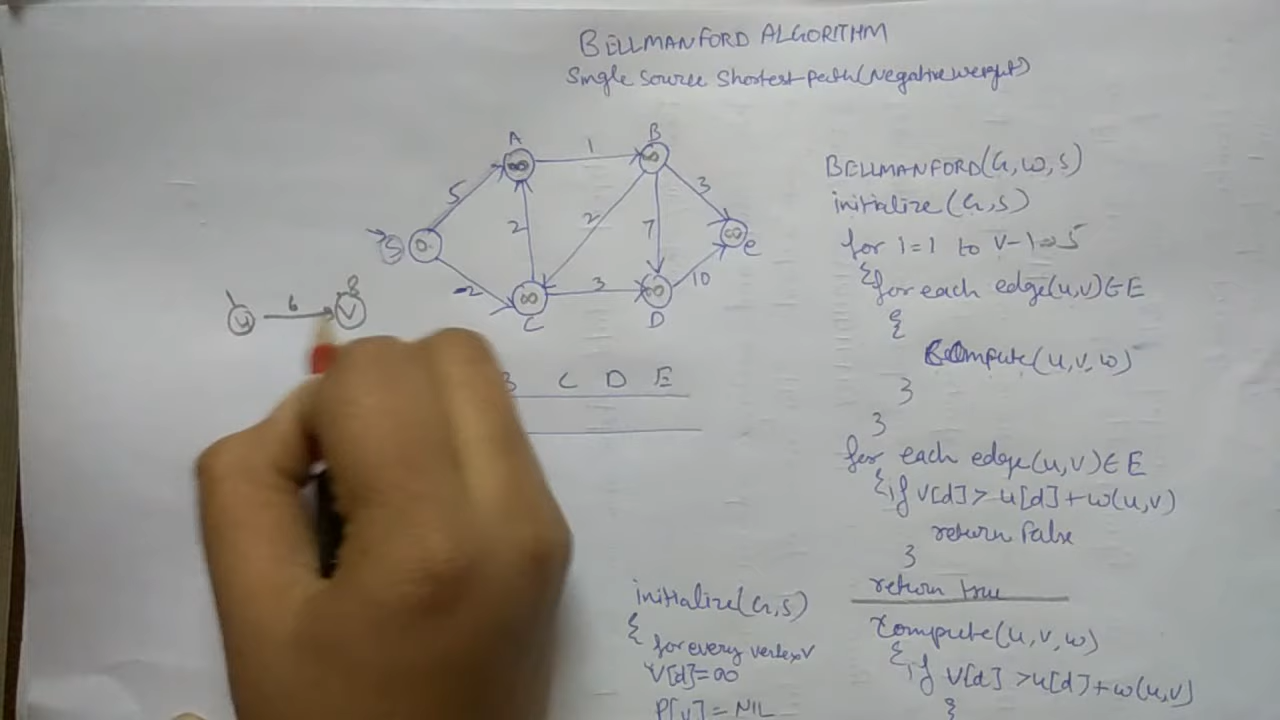 BELLMANFORD ALGORITHM
Single Source Shortest path (Negative weight)
A
B
1
5
3
∞
∞
S
0
2
2
7
∞
e
-2
3
10
∞
∞
C
D
u
6
8
v
B C D E
BELLMANFORD(G,w,s)
initialize(G,s)
for i=1 to v-1=5
{for each edge(u,v)∈E
{
Compute(u,v,w)
}
}
for each edge(u,v)∈E
{if v[d]>u[d]+w(u,v)
return False
}
return true
initialize(G,s)
{
for every vertex v
V[d]=∞
P[v]=NIL
Compute(u,v,w)
{if v[d]>u[d]+w(u,v)
{